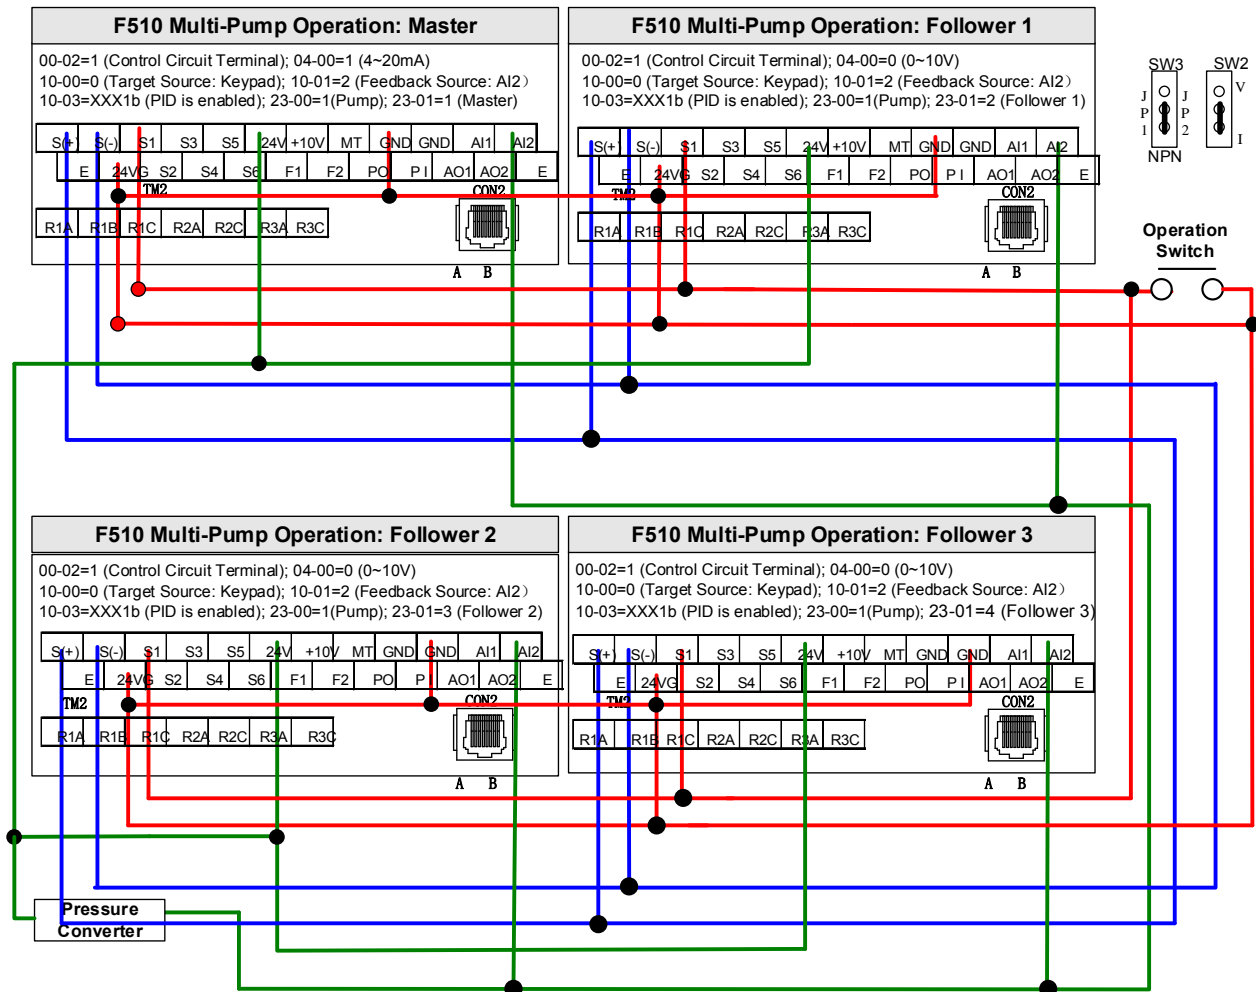 F510 Multi-Pump Operation: Master
00-02=1 (Control Circuit Terminal); 04-00=1 (4~20mA)
10-00=0 (Target Source: Keypad); 10-01=2 (Feedback Source: AI2)
10-03=XXX1b (PID is enabled); 23-00=1(Pump); 23-01=1 (Master)
S(+) S(-) S1 S3 S5 24V +10V MT GND GND AI1 AI2
E 24VG S2 S4 S6 F1 F2 PO PI AO1 AO2 E
TM2 CON2
R1A R1B R1C R2A R2C R3A R3C
A B
F510 Multi-Pump Operation: Follower 1
00-02=1 (Control Circuit Terminal); 04-00=0 (0~10V)
10-00=0 (Target Source: Keypad); 10-01=2 (Feedback Source: AI2)
10-03=XXX1b (PID is enabled); 23-00=1(Pump); 23-01=2 (Follower 1)
S(+) S(-) S1 S3 S5 24V +10V MT GND GND AI1 AI2
E 24VG S2 S4 S6 F1 F2 PO PI AO1 AO2 E
TM2 CON2
R1A R1B R1C R2A R2C R3A R3C
A B
SW3 SW2
J J V
P P
1 2 I
NPN
Operation
Switch
F510 Multi-Pump Operation: Follower 2
00-02=1 (Control Circuit Terminal); 04-00=0 (0~10V)
10-00=0 (Target Source: Keypad); 10-01=2 (Feedback Source: AI2)
10-03=XXX1b (PID is enabled); 23-00=1(Pump); 23-01=3 (Follower 2)
S(+) S(-) S1 S3 S5 24V +10V MT GND GND AI1 AI2
E 24VG S2 S4 S6 F1 F2 PO PI AO1 AO2 E
TM2 CON2
R1A R1B R1C R2A R2C R3A R3C
A B
F510 Multi-Pump Operation: Follower 3
00-02=1 (Control Circuit Terminal); 04-00=0 (0~10V)
10-00=0 (Target Source: Keypad); 10-01=2 (Feedback Source: AI2)
10-03=XXX1b (PID is enabled); 23-00=1(Pump); 23-01=4 (Follower 3)
S(+) S(-) S1 S3 S5 24V +10V MT GND GND AI1 AI2
E 24VG S2 S4 S6 F1 F2 PO PI AO1 AO2 E
TM2 CON2
R1A R1B R1C R2A R2C R3A R3C
A B
Pressure
Converter